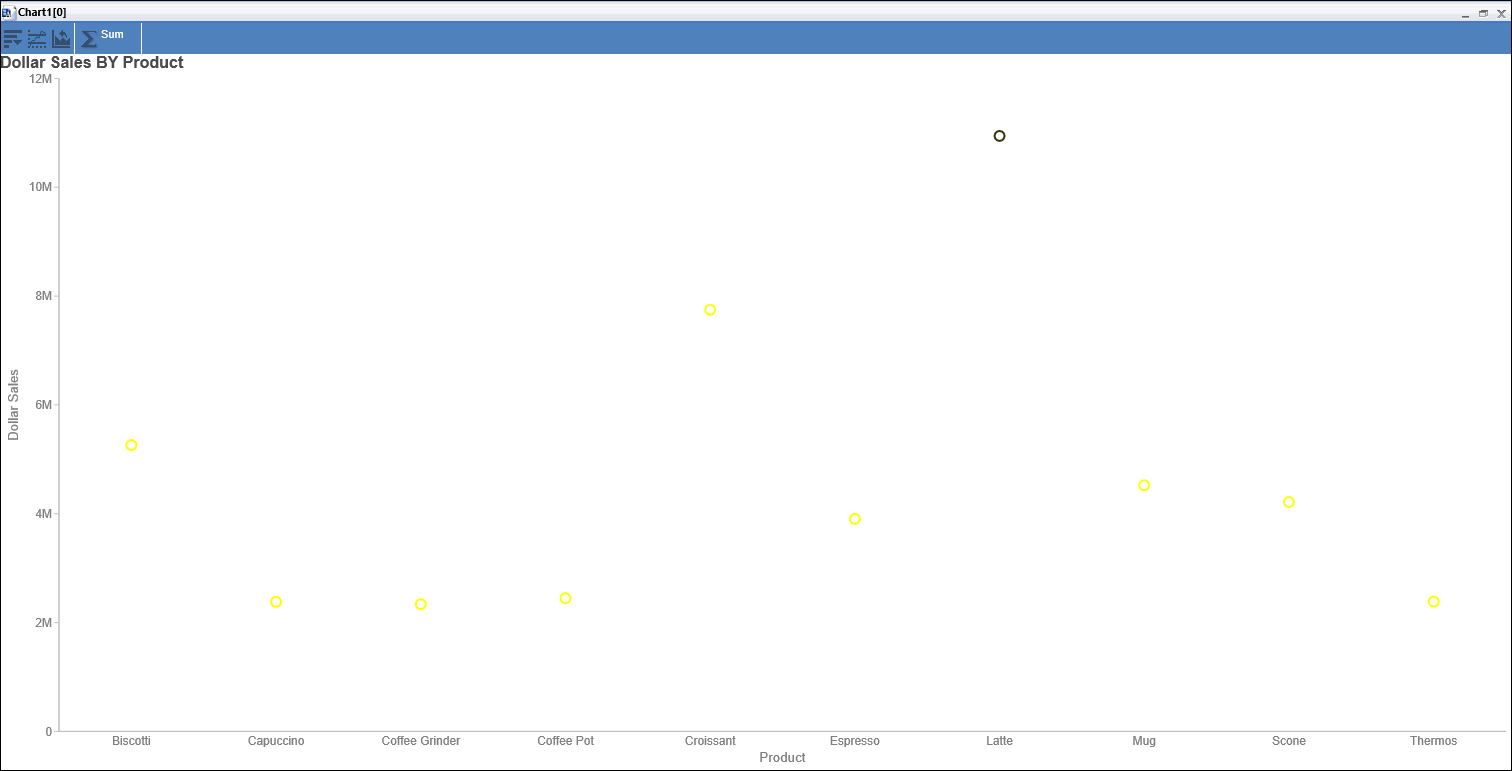 Chart1[0]
Sum
Dollar Sales BY Product
12M
10M
8M
6M
4M
2M
0
Dollar Sales
Biscotti Capuccino Coffee Grinder Coffee Pot Croissant Espresso Latte Mug Scone Thermos
Product